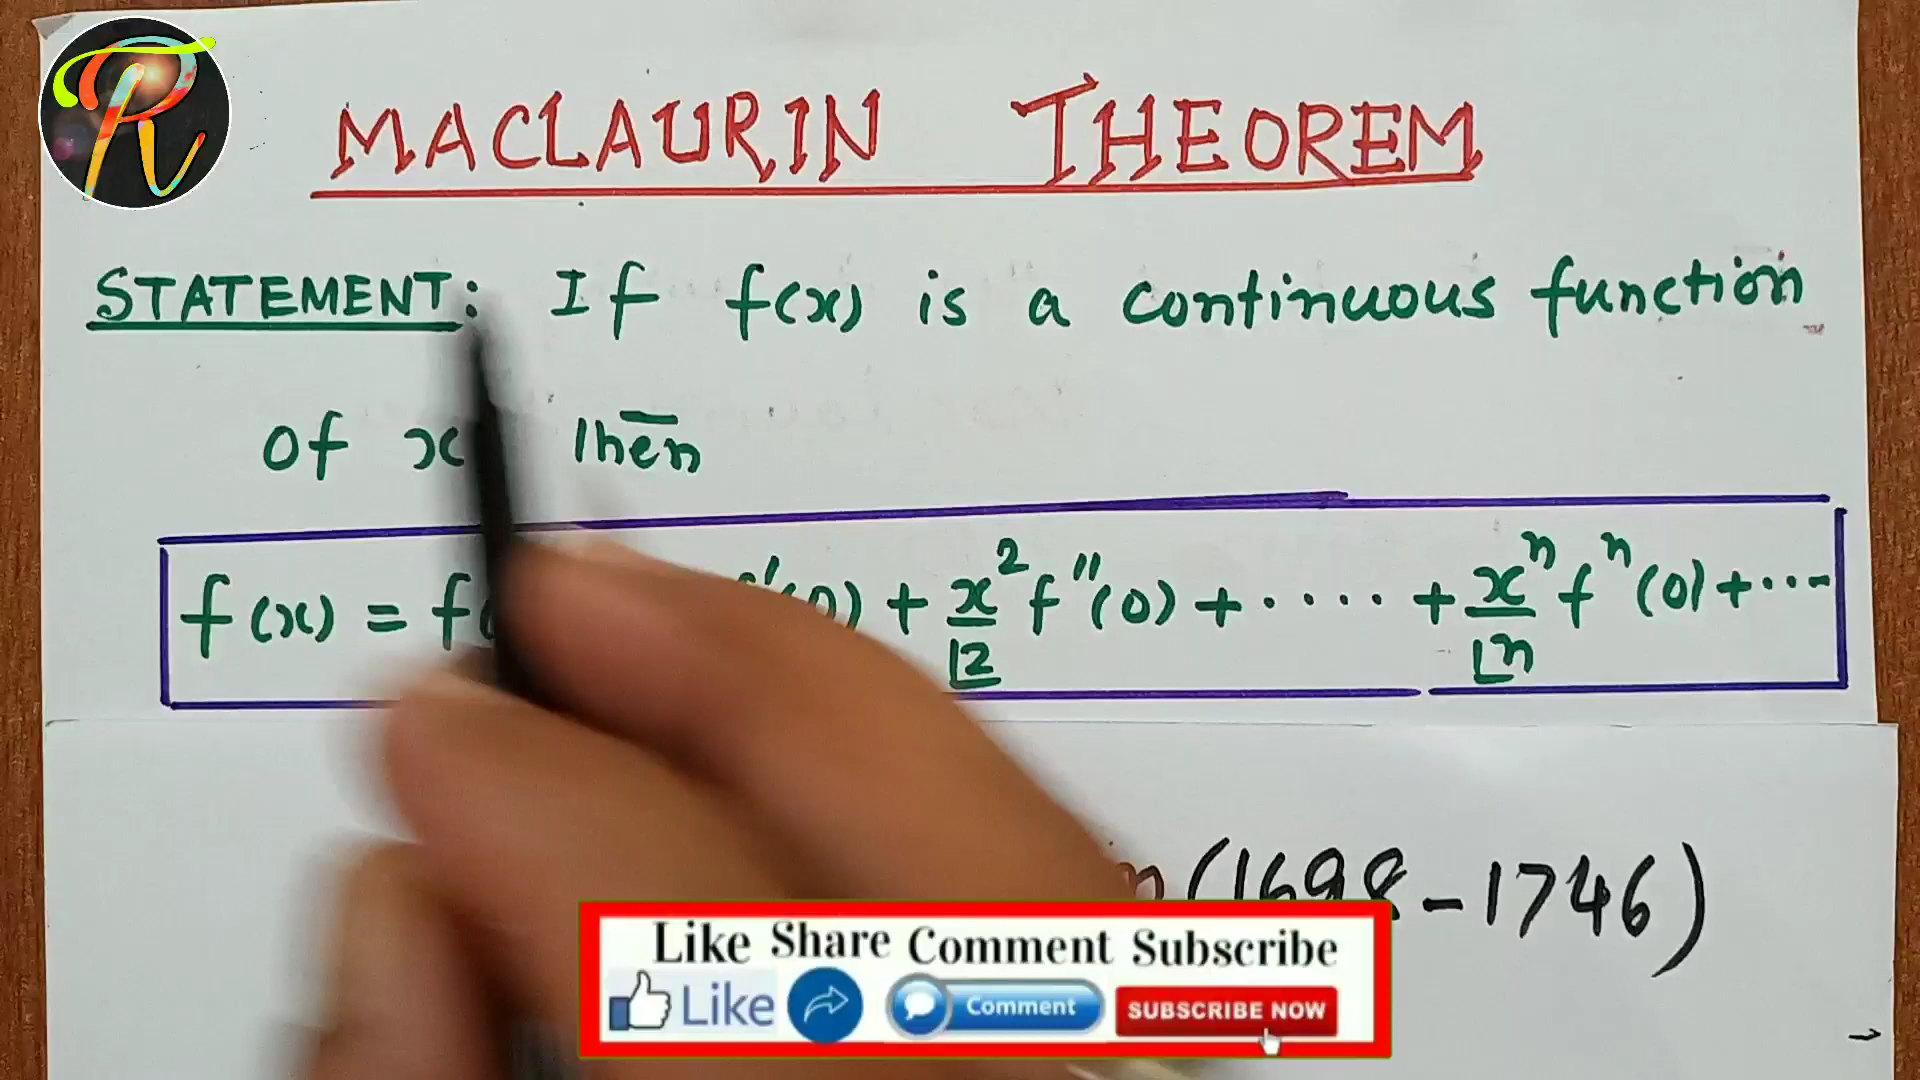 MACLAURIN THEOREM
STATEMENT: If f(x) is a continuous function
of x then
f(x) = f (0) + x² f''(0) + ..... + xⁿ fⁿ(0) + ...
|2 |n
(1698-1746)
Like Share Comment Subscribe
Like Comment SUBSCRIBE NOW